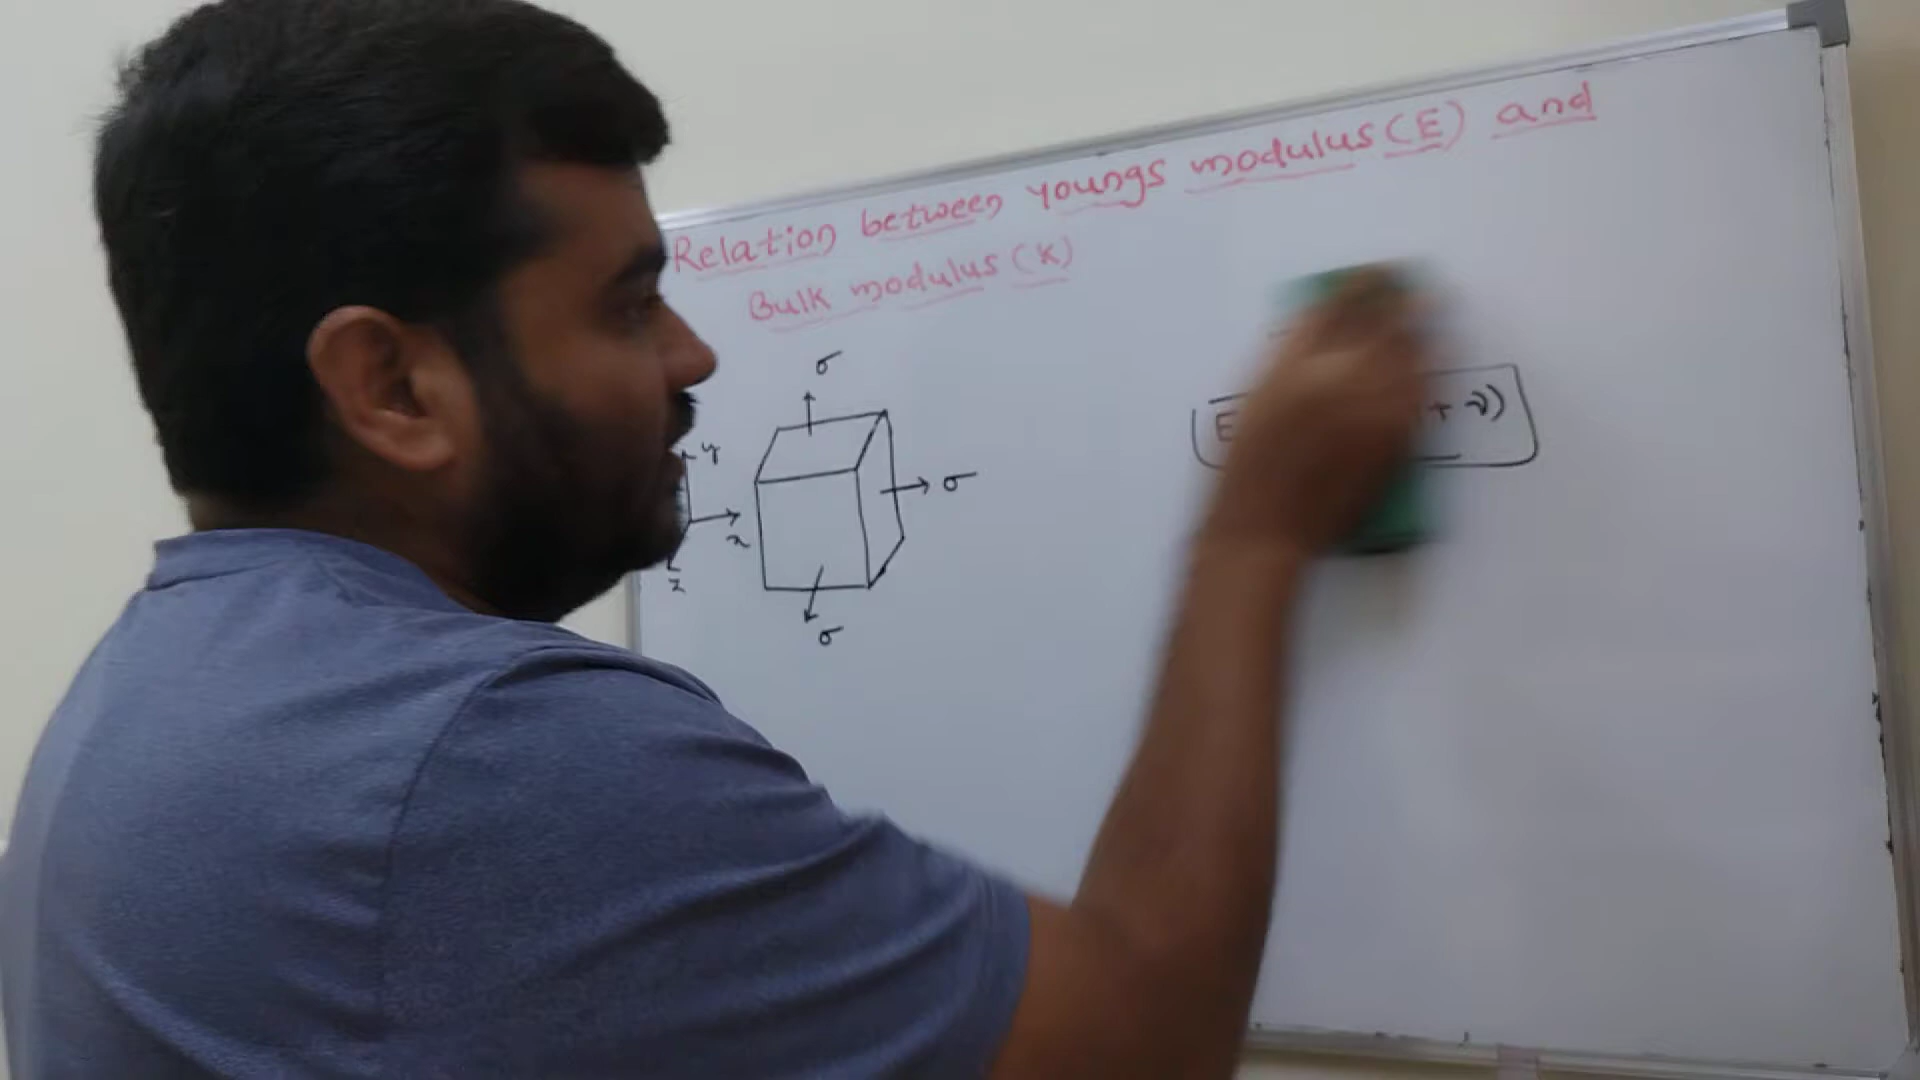 Relation between youngs modulus (E) and
Bulk modulus (K)
σ
y
σ
x
z
σ
E + ν)